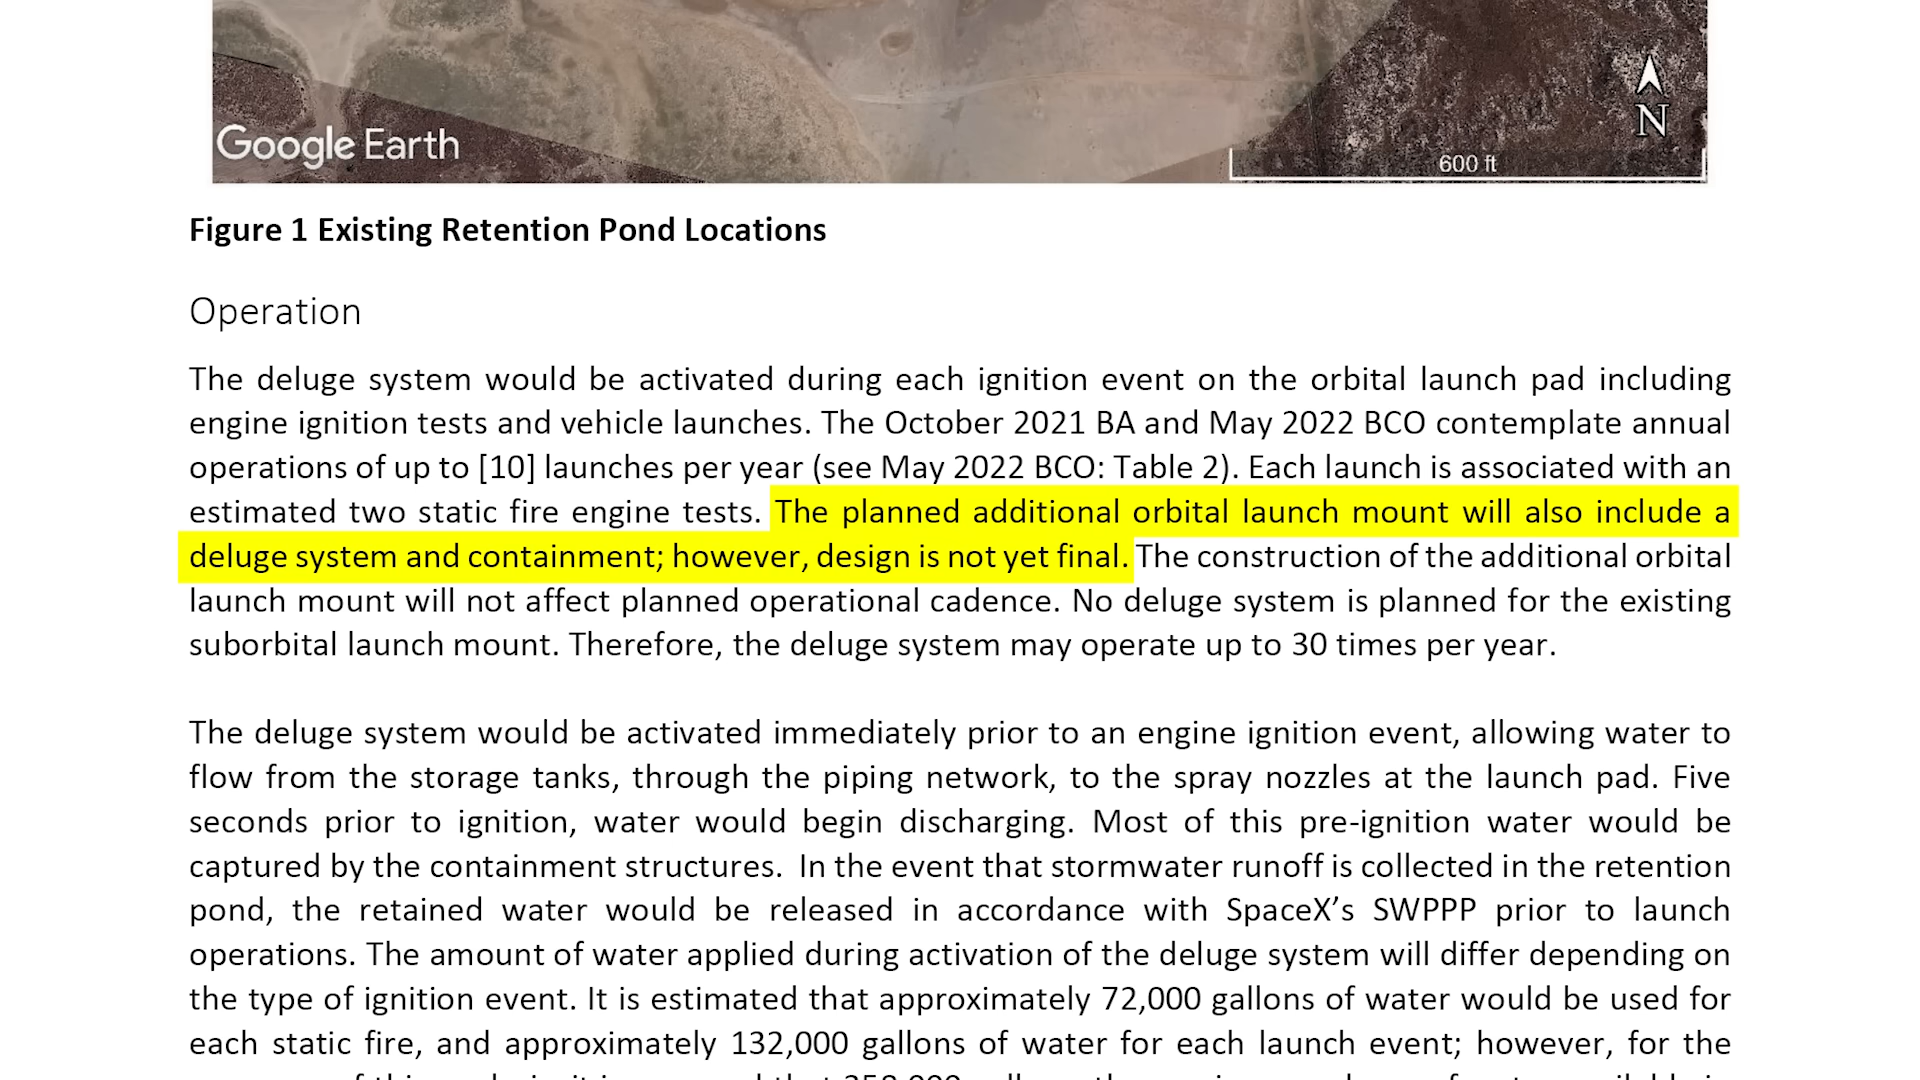 N
Google Earth
600 ft
Figure 1 Existing Retention Pond Locations
Operation
The deluge system would be activated during each ignition event on the orbital launch pad including
engine ignition tests and vehicle launches. The October 2021 BA and May 2022 BCO contemplate annual
operations of up to [10] launches per year (see May 2022 BCO: Table 2). Each launch is associated with an
estimated two static fire engine tests. The planned additional orbital launch mount will also include a
deluge system and containment; however, design is not yet final. The construction of the additional orbital
launch mount will not affect planned operational cadence. No deluge system is planned for the existing
suborbital launch mount. Therefore, the deluge system may operate up to 30 times per year.
The deluge system would be activated immediately prior to an engine ignition event, allowing water to
flow from the storage tanks, through the piping network, to the spray nozzles at the launch pad. Five
seconds prior to ignition, water would begin discharging. Most of this pre-ignition water would be
captured by the containment structures. In the event that stormwater runoff is collected in the retention
pond, the retained water would be released in accordance with SpaceX’s SWPPP prior to launch
operations. The amount of water applied during activation of the deluge system will differ depending on
the type of ignition event. It is estimated that approximately 72,000 gallons of water would be used for
each static fire, and approximately 132,000 gallons of water for each launch event; however, for the